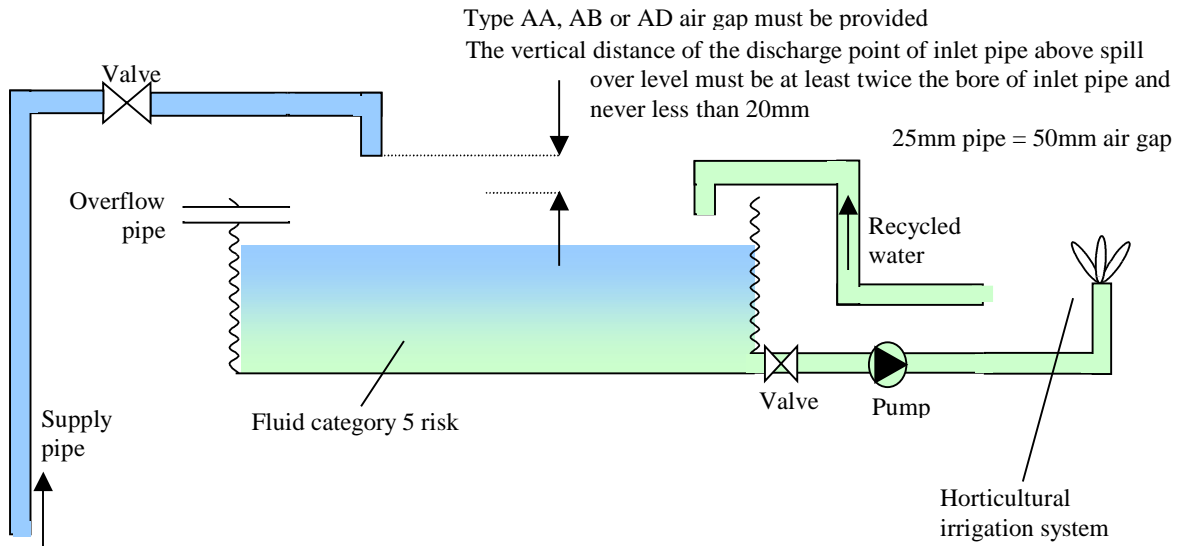 Type AA, AB or AD air gap must be provided
The vertical distance of the discharge point of inlet pipe above spill
over level must be at least twice the bore of inlet pipe and
never less than 20mm
25mm pipe = 50mm air gap
Valve
Overflow
pipe
Recycled
water
Supply
pipe
Fluid category 5 risk
Valve
Pump
Horticultural
irrigation system